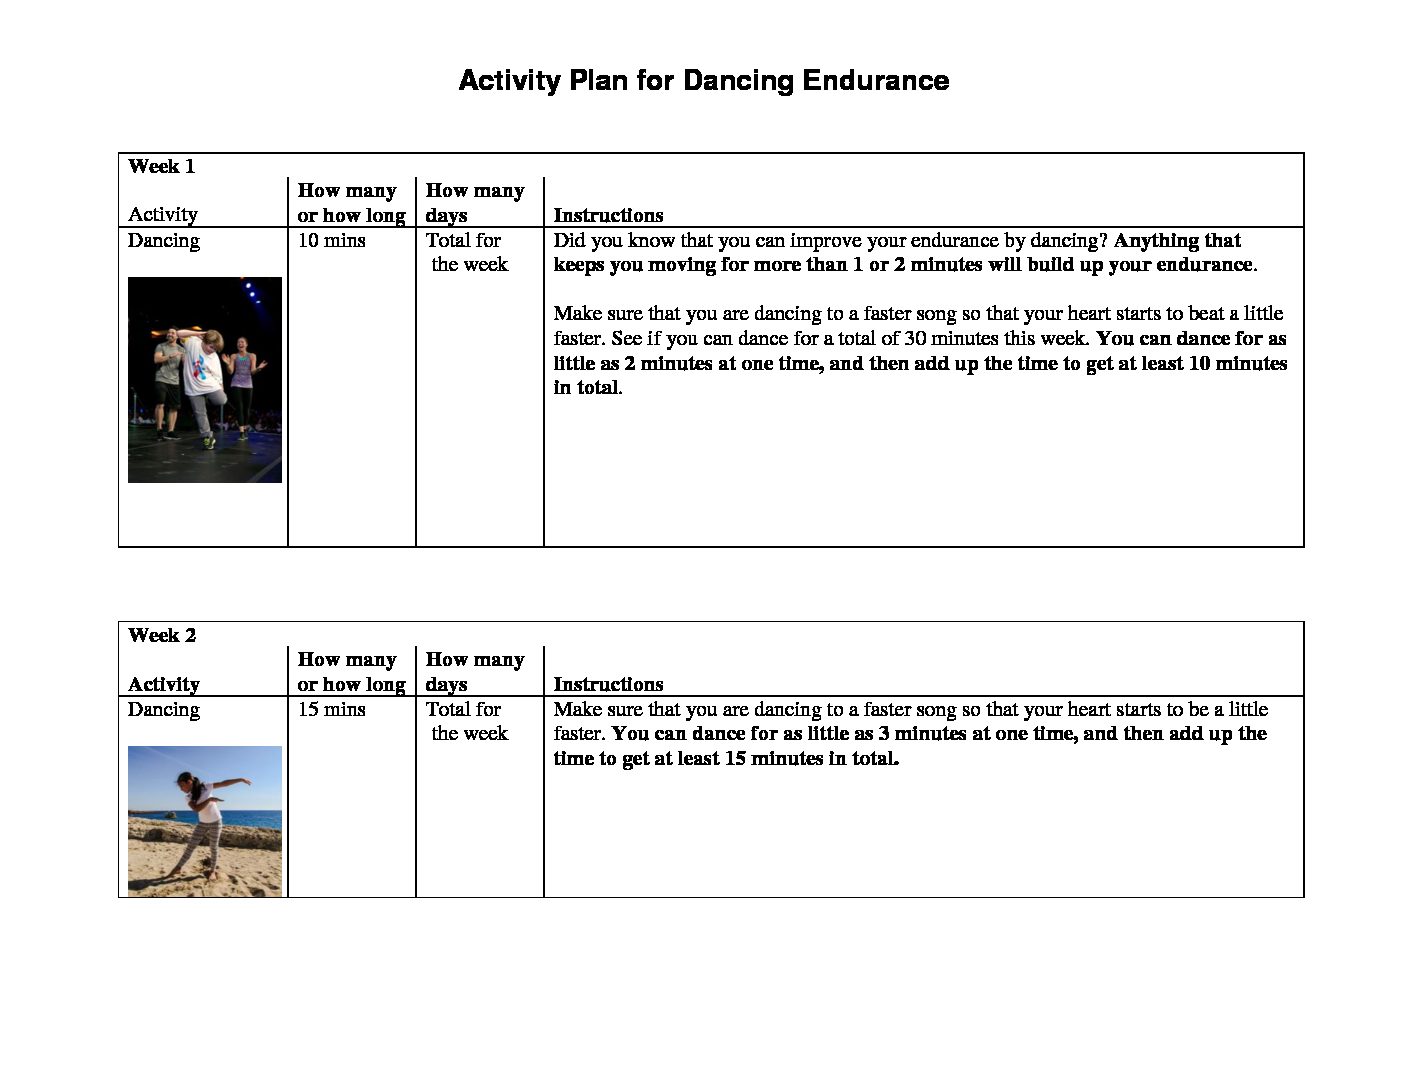 Activity Plan for Dancing Endurance
Week 1
Activity
How many
or how long
How many
days
Instructions
Dancing
10 mins
Total for
the week
Did you know that you can improve your endurance by dancing? Anything that
keeps you moving for more than 1 or 2 minutes will build up your endurance.
Make sure that you are dancing to a faster song so that your heart starts to beat a little
faster. See if you can dance for a total of 30 minutes this week. You can dance for as
little as 2 minutes at one time, and then add up the time to get at least 10 minutes
in total.
Week 2
Activity
How many
or how long
How many
days
Instructions
Dancing
15 mins
Total for
the week
Make sure that you are dancing to a faster song so that your heart starts to be a little
faster. You can dance for as little as 3 minutes at one time, and then add up the
time to get at least 15 minutes in total.